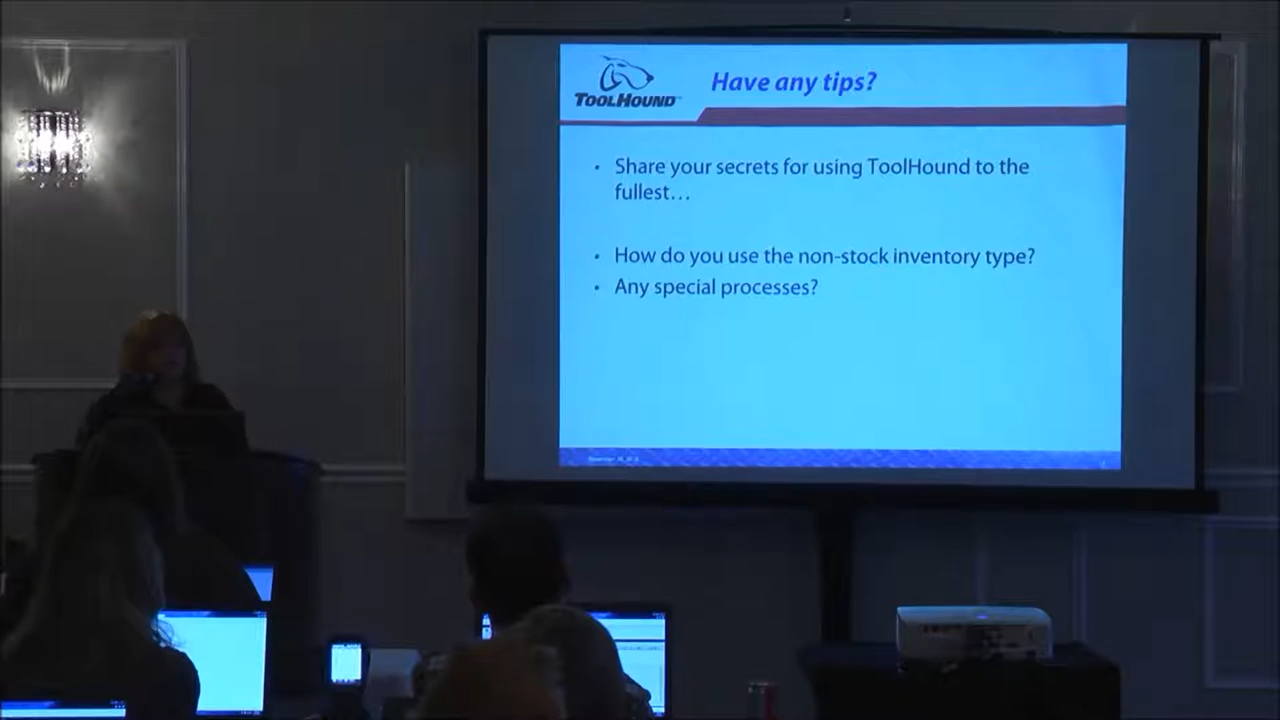 Have any tips?
TOOLHOUND
• Share your secrets for using ToolHound to the
fullest…
• How do you use the non-stock inventory type?
• Any special processes?